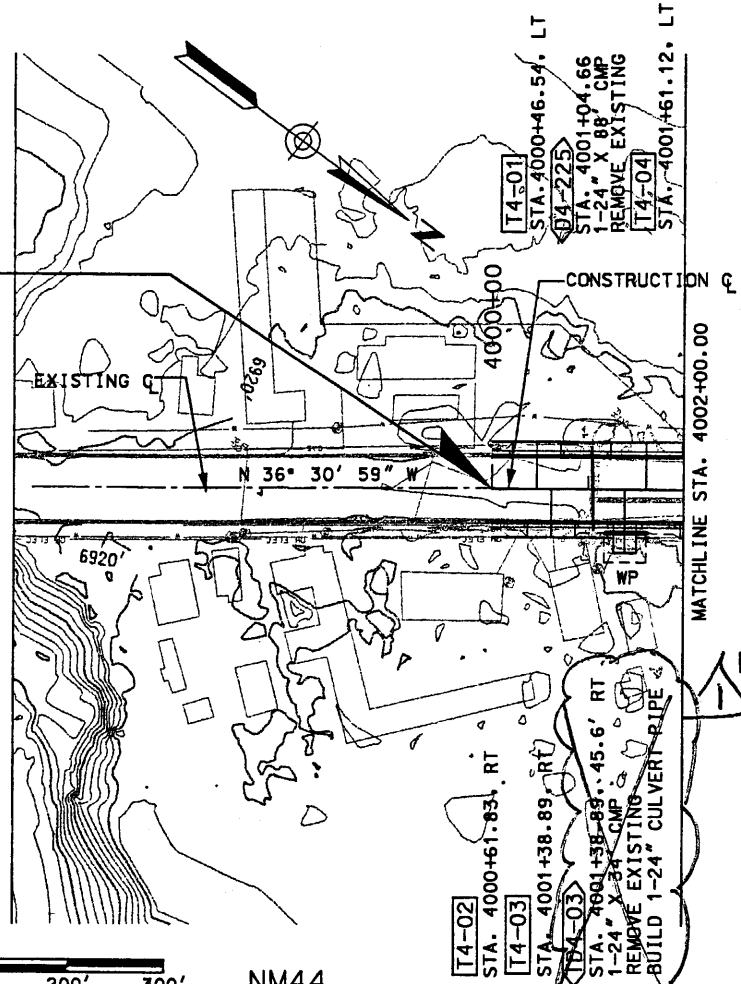 T4-01
STA. 4000+46.54, LT
D4-225
STA. 4001+04.66
1-24" X 88' CMP
REMOVE EXISTING
T4-04
STA. 4001+61.12, LT
4000+00
CONSTRUCTION ℄
EXISTING ℄
6920'
N 36° 30' 59" W
6920'
WP
MATCHLINE STA. 4002+00.00
T4-02
STA. 4000+61.83, RT
T4-03
STA. 4001+38.89, RT
TD4-03
STA. 4001+38.89, 45.6' RT
1-24" X 34' CMP
REMOVE EXISTING
BUILD 1-24" CULVERT PIPE
200'
300'
NM44